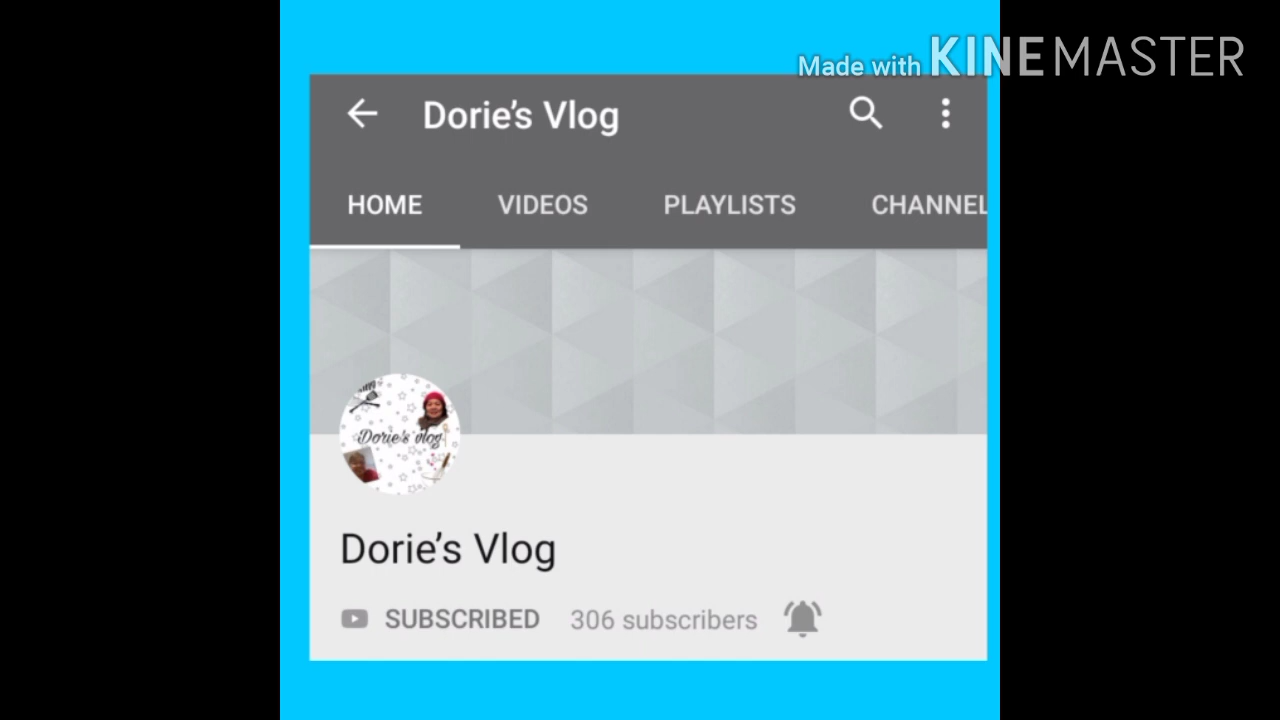 Made with KINEMASTER
Dorie’s Vlog
HOME VIDEOS PLAYLISTS CHANNEL
Dorie's vlog
Dorie’s Vlog
SUBSCRIBED 306 subscribers